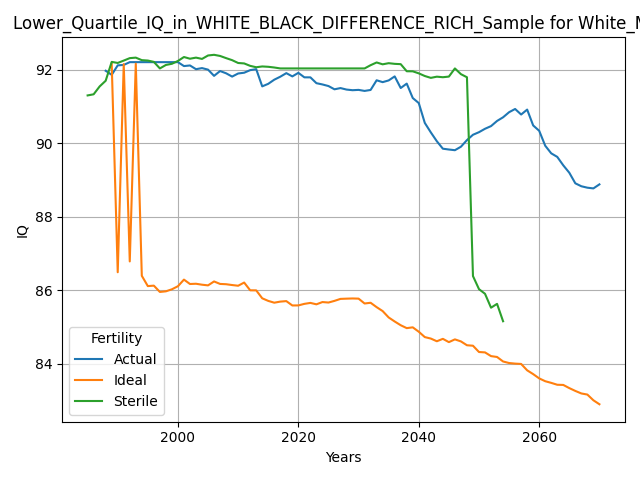 Lower_Quartile_IQ_in_WHITE_BLACK_DIFFERENCE_RICH_Sample for White_M
92
90
88
86
84
IQ
Fertility
Actual
Ideal
Sterile
2000 2020 2040 2060
Years